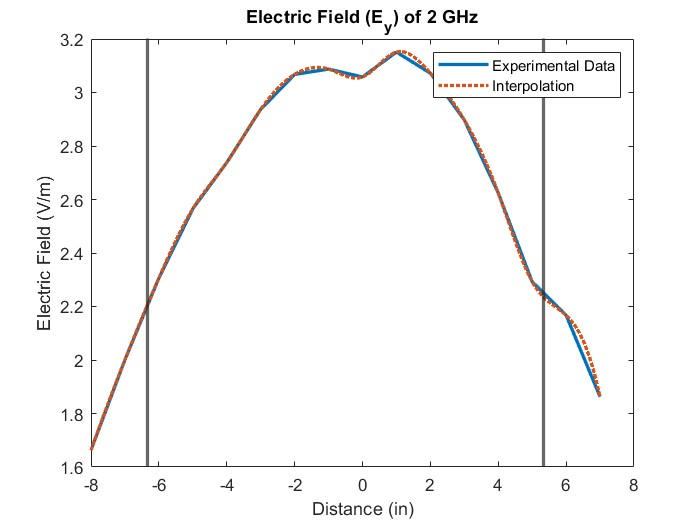 Electric Field (Ey) of 2 GHz
3.2
3
2.8
2.6
2.4
2.2
2
1.8
1.6
Electric Field (V/m)
Experimental Data
Interpolation
-8 -6 -4 -2 0 2 4 6 8
Distance (in)